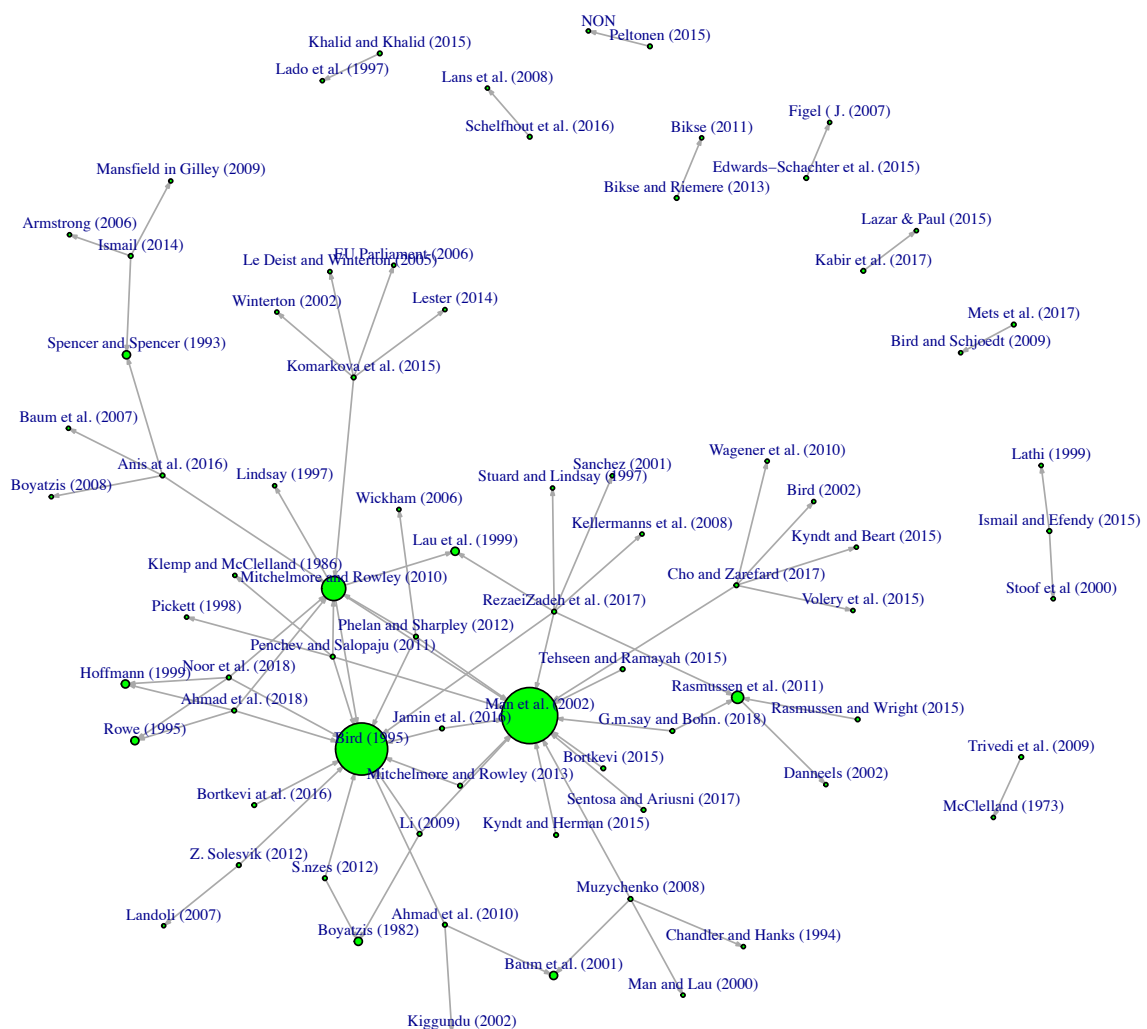 NON
Peltonen (2015)
Khalid and Khalid (2015)
Lado et al. (1997)
Lans et al. (2008)
Schelfhout et al. (2016)
Figel ( J. (2007)
Bikse (2011)
Edwards−Schachter et al. (2015)
Bikse and Riemere (2013)
Mansfield in Gilley (2009)
Armstrong (2006)
Ismail (2014)
Lazar & Paul (2015)
Kabir et al. (2017)
EU Parliament (2006)
Le Deist and Winterton (2005)
Winterton (2002)
Lester (2014)
Mets et al. (2017)
Bird and Schjoedt (2009)
Spencer and Spencer (1993)
Komarkova et al. (2015)
Baum et al. (2007)
Anis at al. (2016)
Boyatzis (2008)
Lindsay (1997)
Wickham (2006)
Stuard and Lindsay (1997)
Sanchez (2001)
Wagener et al. (2010)
Bird (2002)
Lathi (1999)
Ismail and Efendy (2015)
Stoof et al (2000)
Kellermanns et al. (2008)
Kyndt and Beart (2015)
Lau et al. (1999)
Klemp and McClelland (1986)
Mitchelmore and Rowley (2010)
Cho and Zarefard (2017)
Volery et al. (2015)
Pickett (1998)
RezaeiZadeh et al. (2017)
Phelan and Sharpley (2012)
Penchev and Salopaju (2011)
Tehseen and Ramayah (2015)
Hoffmann (1999)
Noor et al. (2018)
Rasmussen et al. (2011)
Ahmad et al. (2018)
Man et al. (2002)
Rasmussen and Wright (2015)
Rowe (1995)
Jamin et al. (2016)
G.m.say and Bohn. (2018)
Bird (1995)
Trivedi et al. (2009)
Bortkevi (2015)
Mitchelmore and Rowley (2013)
Danneels (2002)
Bortkevi at al. (2016)
Sentosa and Ariusni (2017)
McClelland (1973)
Li (2009)
Kyndt and Herman (2015)
Z. Solesvik (2012)
S.nzes (2012)
Muzychenko (2008)
Landoli (2007)
Boyatzis (1982)
Ahmad et al. (2010)
Chandler and Hanks (1994)
Baum et al. (2001)
Man and Lau (2000)
Kiggundu (2002)